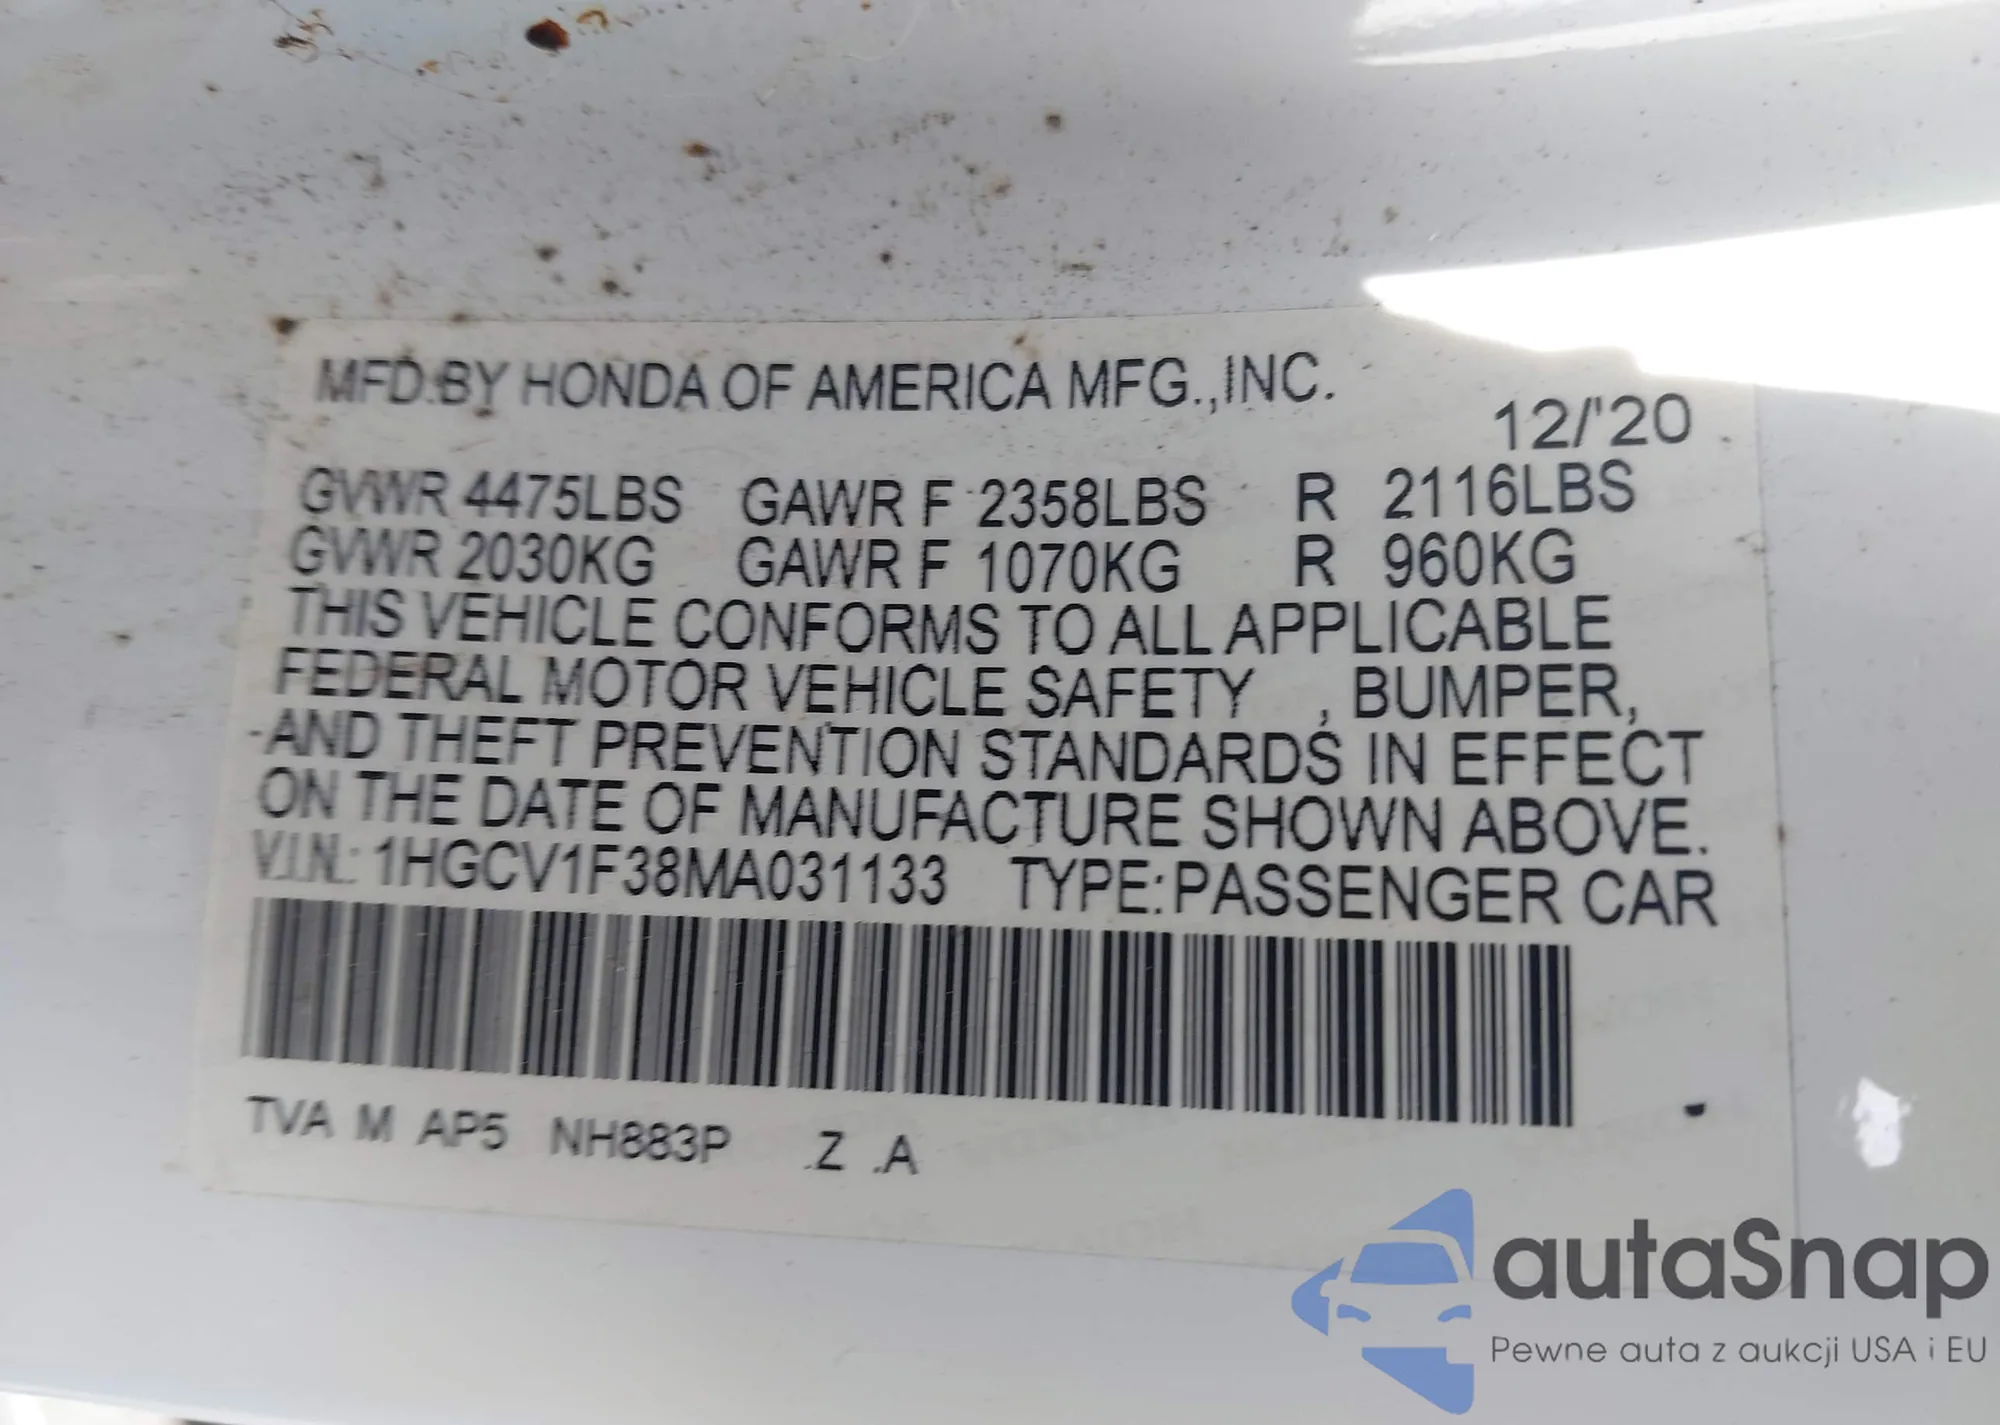 MFD.BY HONDA OF AMERICA MFG.,INC.
12/'20
GVWR 4475LBS GAWR F 2358LBS R 2116LBS
GVWR 2030KG GAWR F 1070KG R 960KG
THIS VEHICLE CONFORMS TO ALL APPLICABLE
FEDERAL MOTOR VEHICLE SAFETY , BUMPER,
AND THEFT PREVENTION STANDARDS IN EFFECT
ON THE DATE OF MANUFACTURE SHOWN ABOVE.
V.I.N.: 1HGCV1F38MA031133 TYPE:PASSENGER CAR
TVA M AP5 NH883P .Z .A
autaSnap
Pewne auta z aukcji USA i EU